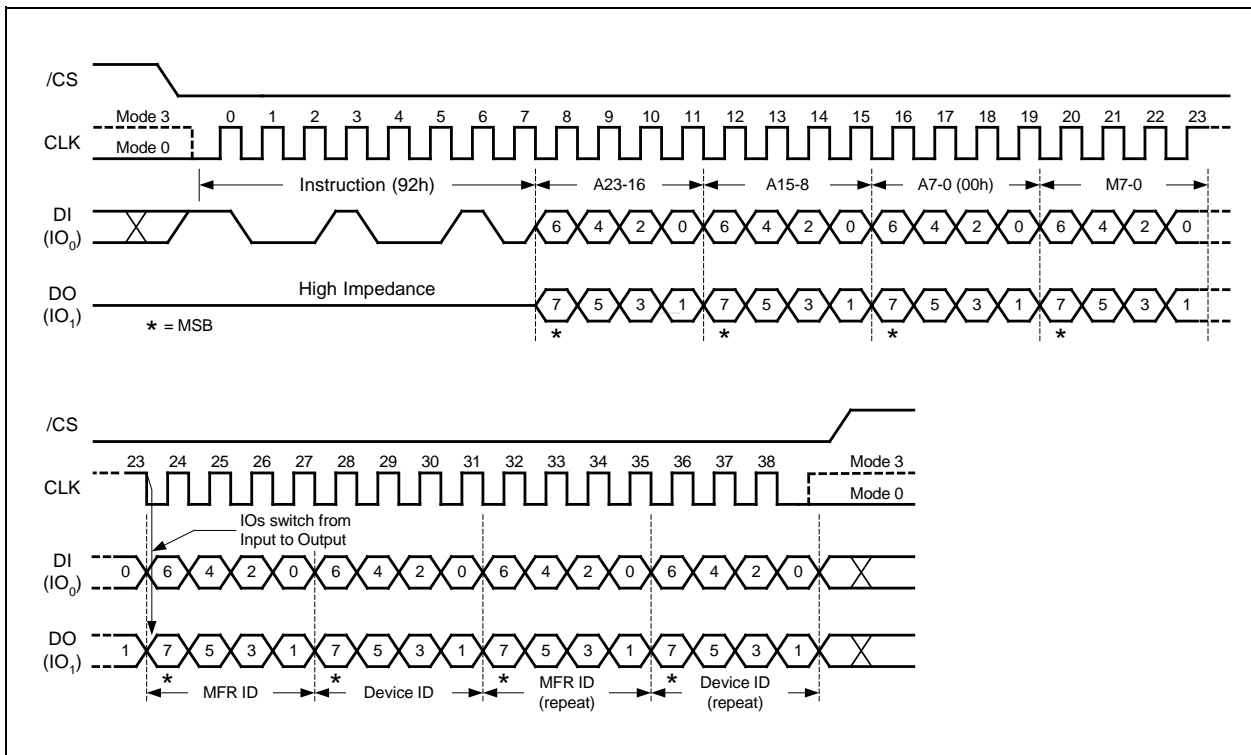 /CS
Mode 3 0 1 2 3 4 5 6 7 8 9 10 11 12 13 14 15 16 17 18 19 20 21 22 23
CLK
Mode 0
Instruction (92h) A23-16 A15-8 A7-0 (00h) M7-0
DI
(IO0)
6 4 2 0 6 4 2 0 6 4 2 0 6 4 2 0
High Impedance
DO
(IO1)
7 5 3 1 7 5 3 1 7 5 3 1 7 5 3 1
* = MSB
* * * *
/CS
23 24 25 26 27 28 29 30 31 32 33 34 35 36 37 38 Mode 3
CLK
Mode 0
IOs switch from
Input to Output
DI
(IO0)
0 6 4 2 0 6 4 2 0 6 4 2 0 6 4 2 0
DO
(IO1)
1 7 5 3 1 7 5 3 1 7 5 3 1 7 5 3 1
* * * *
MFR ID Device ID MFR ID
(repeat)
Device ID
(repeat)